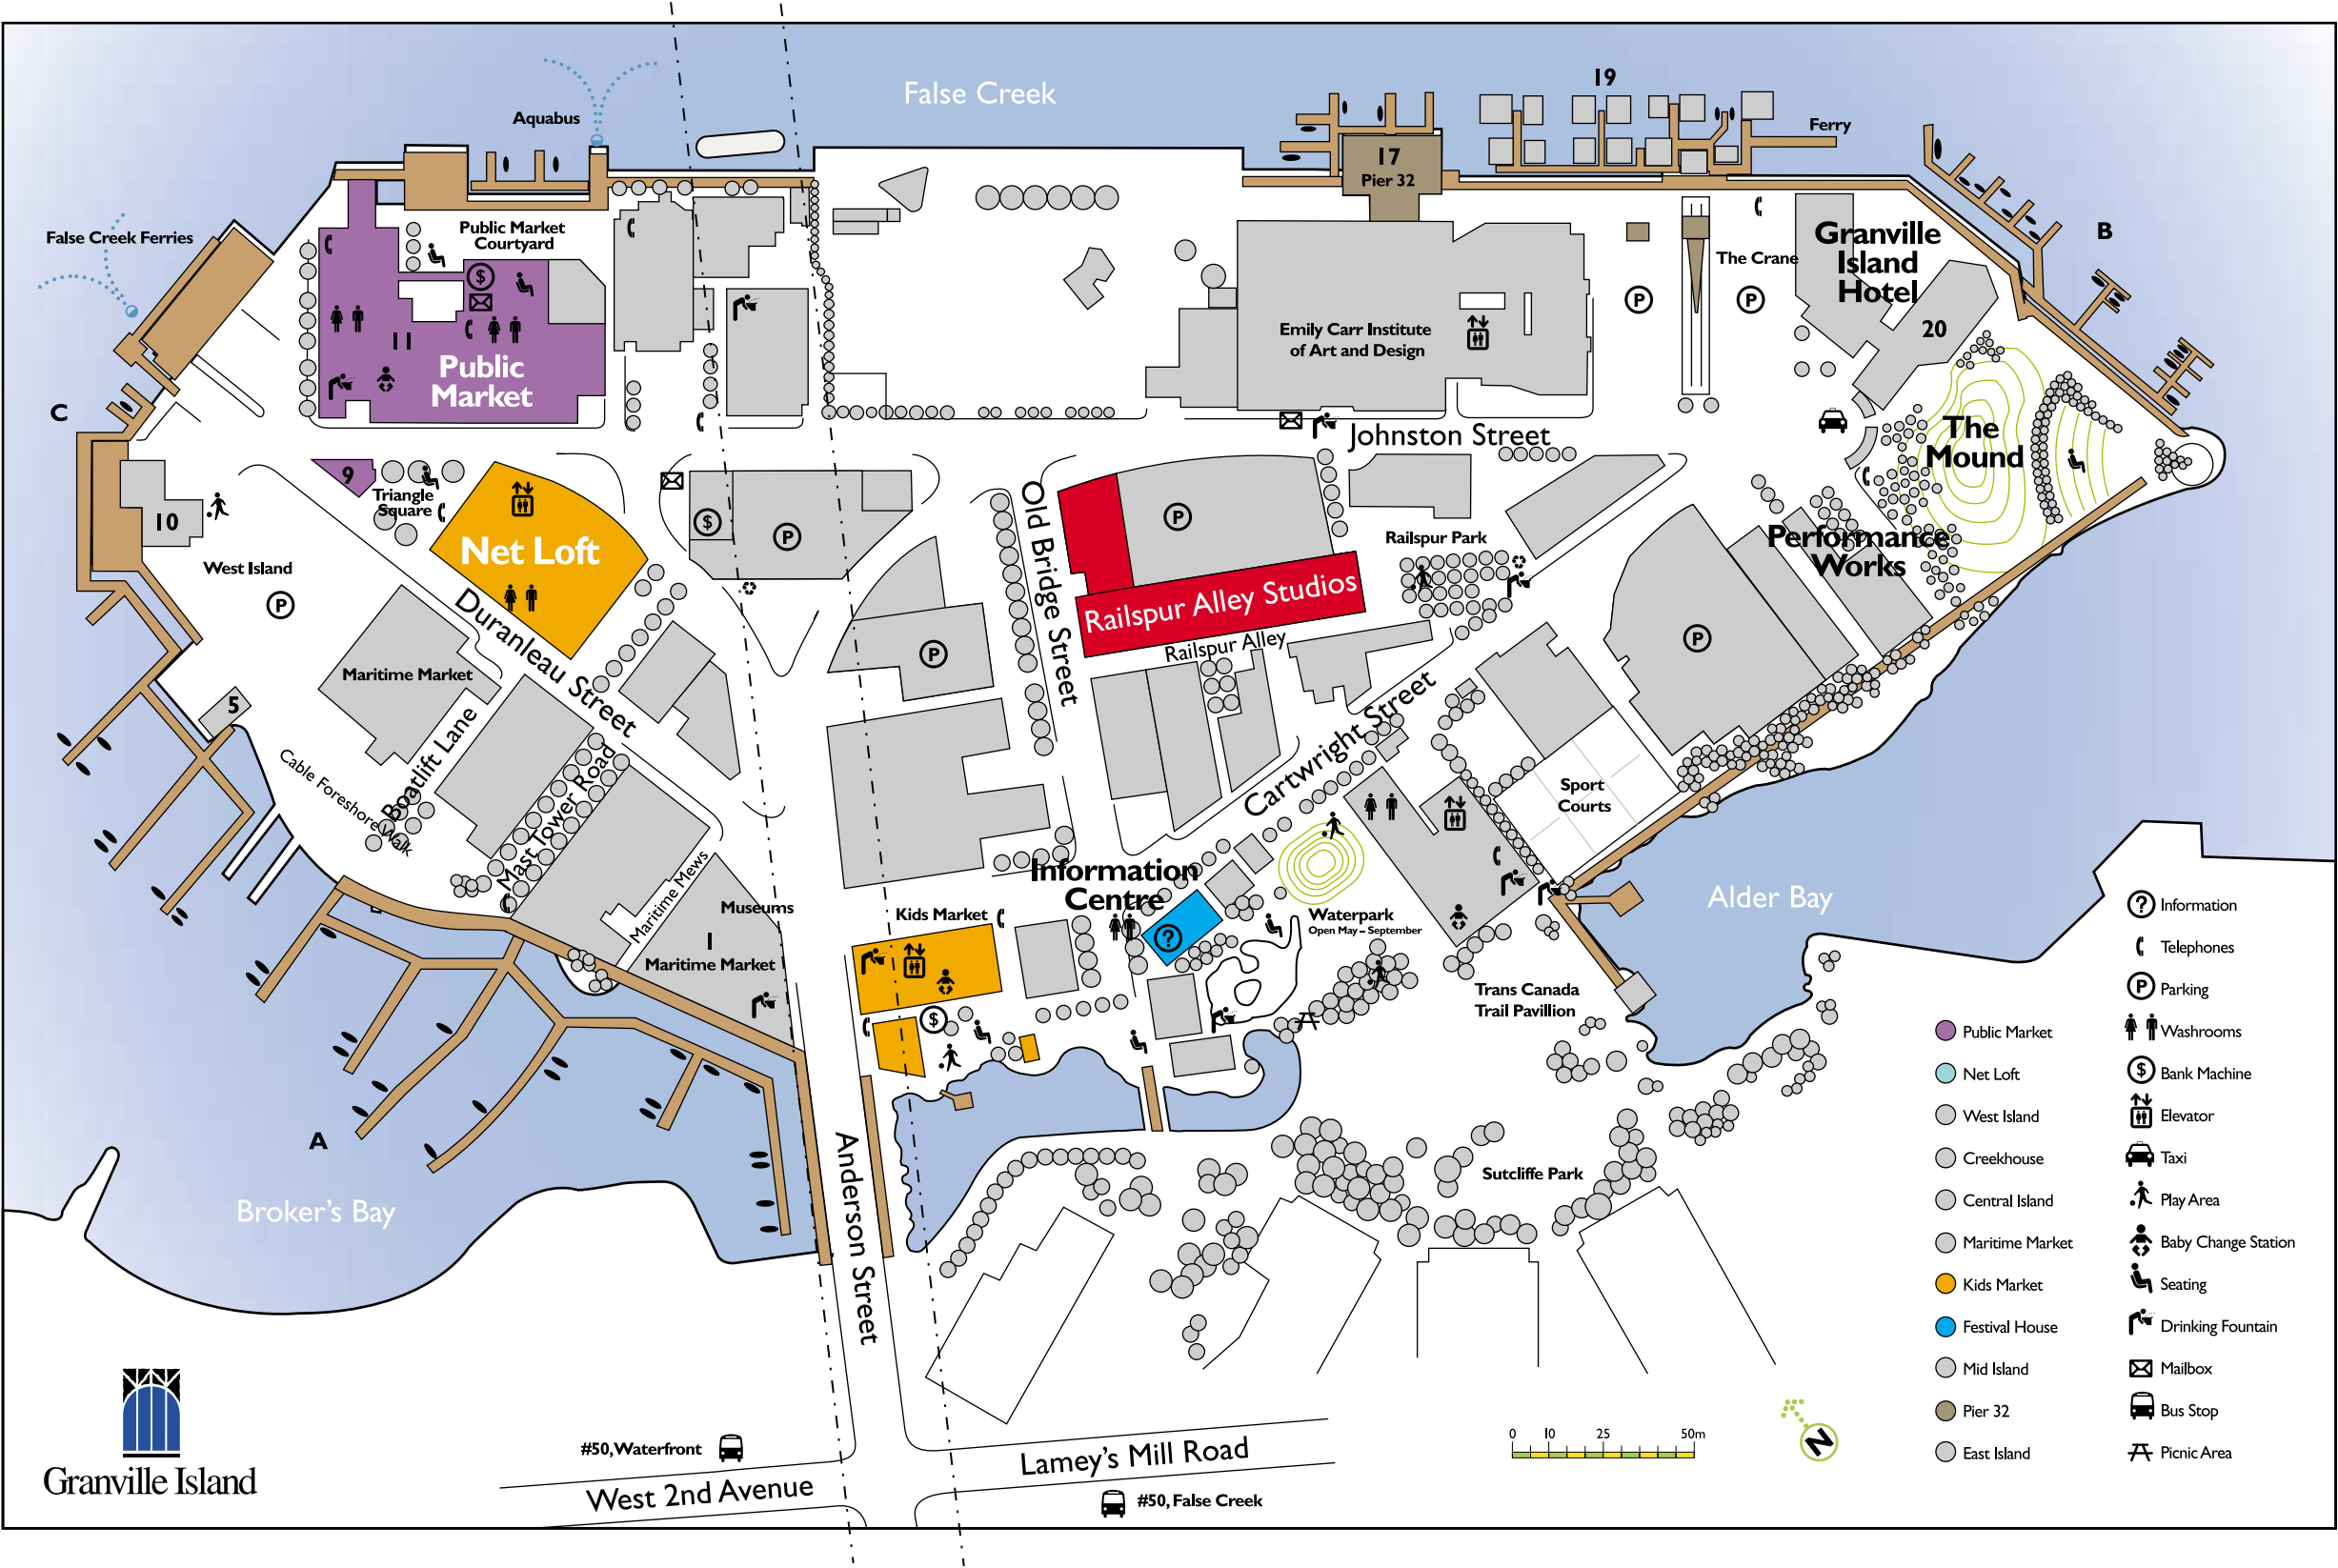 False Creek
19
Aquabus
Ferry
17
Pier 32
False Creek Ferries
Public Market
Courtyard
B
Granville
Island
Hotel
The Crane
$
P
P
20
Emily Carr Institute
of Art and Design
11
Public
Market
C
Johnston Street
The
Mound
9
Triangle
Square
10
$
P
P
Old Bridge Street
Net Loft
Railspur Park
Performance
Works
West Island
P
Duranleau Street
Railspur Alley Studios
Railspur Alley
P
P
Maritime Market
5
Boatlift Lane
Cable Foreshore Walk
Mast Tower Road
Cartwright Street
Sport
Courts
Maritime Mews
Museums
1
Maritime Market
Information
Centre
Kids Market
?
Waterpark
Open May – September
Alder Bay
Trans Canada
Trail Pavillion
$
A
Broker's Bay
Anderson Street
Sutcliffe Park
? Information
Telephones
P Parking
Washrooms
$ Bank Machine
Elevator
Taxi
Play Area
Baby Change Station
Seating
Drinking Fountain
Mailbox
Bus Stop
Picnic Area
Public Market
Net Loft
West Island
Creekhouse
Central Island
Maritime Market
Kids Market
Festival House
Mid Island
Pier 32
East Island
0 10 25 50m
N
Granville Island
#50, Waterfront
West 2nd Avenue
Lamey's Mill Road
#50, False Creek